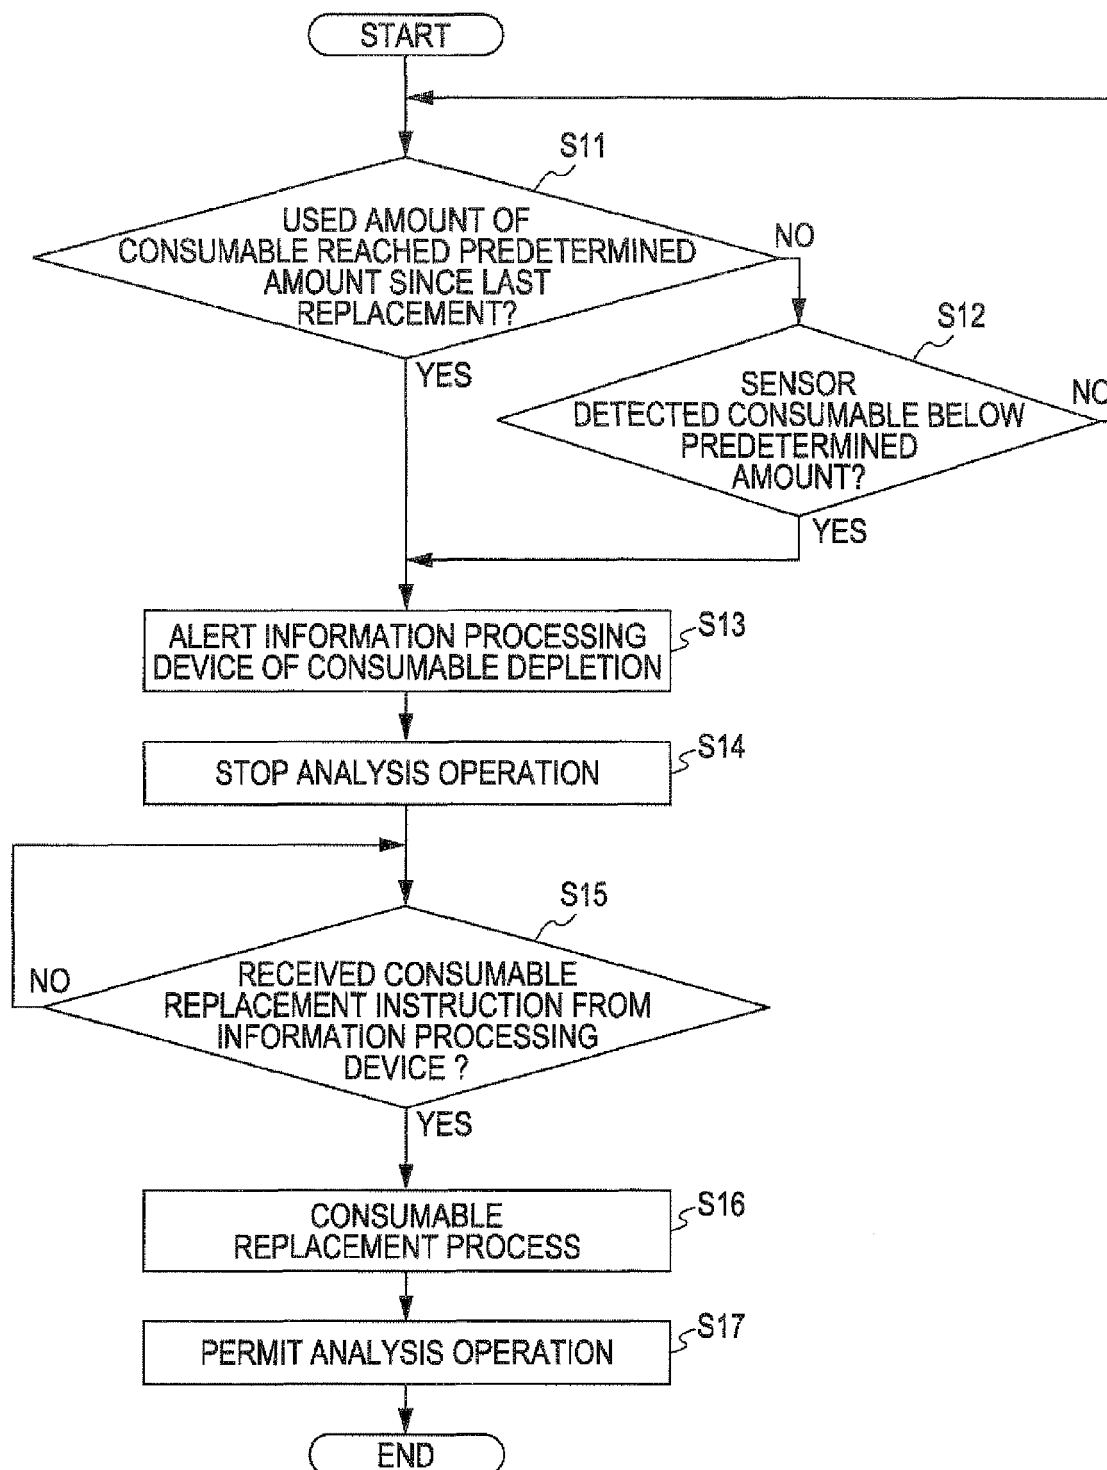 START
S11
USED AMOUNT OF
CONSUMABLE REACHED PREDETERMINED
AMOUNT SINCE LAST
REPLACEMENT?
NO
YES
S12
SENSOR
DETECTED CONSUMABLE BELOW
PREDETERMINED
AMOUNT?
NO
YES
S13
ALERT INFORMATION PROCESSING
DEVICE OF CONSUMABLE DEPLETION
S14
STOP ANALYSIS OPERATION
S15
RECEIVED CONSUMABLE
REPLACEMENT INSTRUCTION FROM
INFORMATION PROCESSING
DEVICE ?
NO
YES
S16
CONSUMABLE
REPLACEMENT PROCESS
S17
PERMIT ANALYSIS OPERATION
END